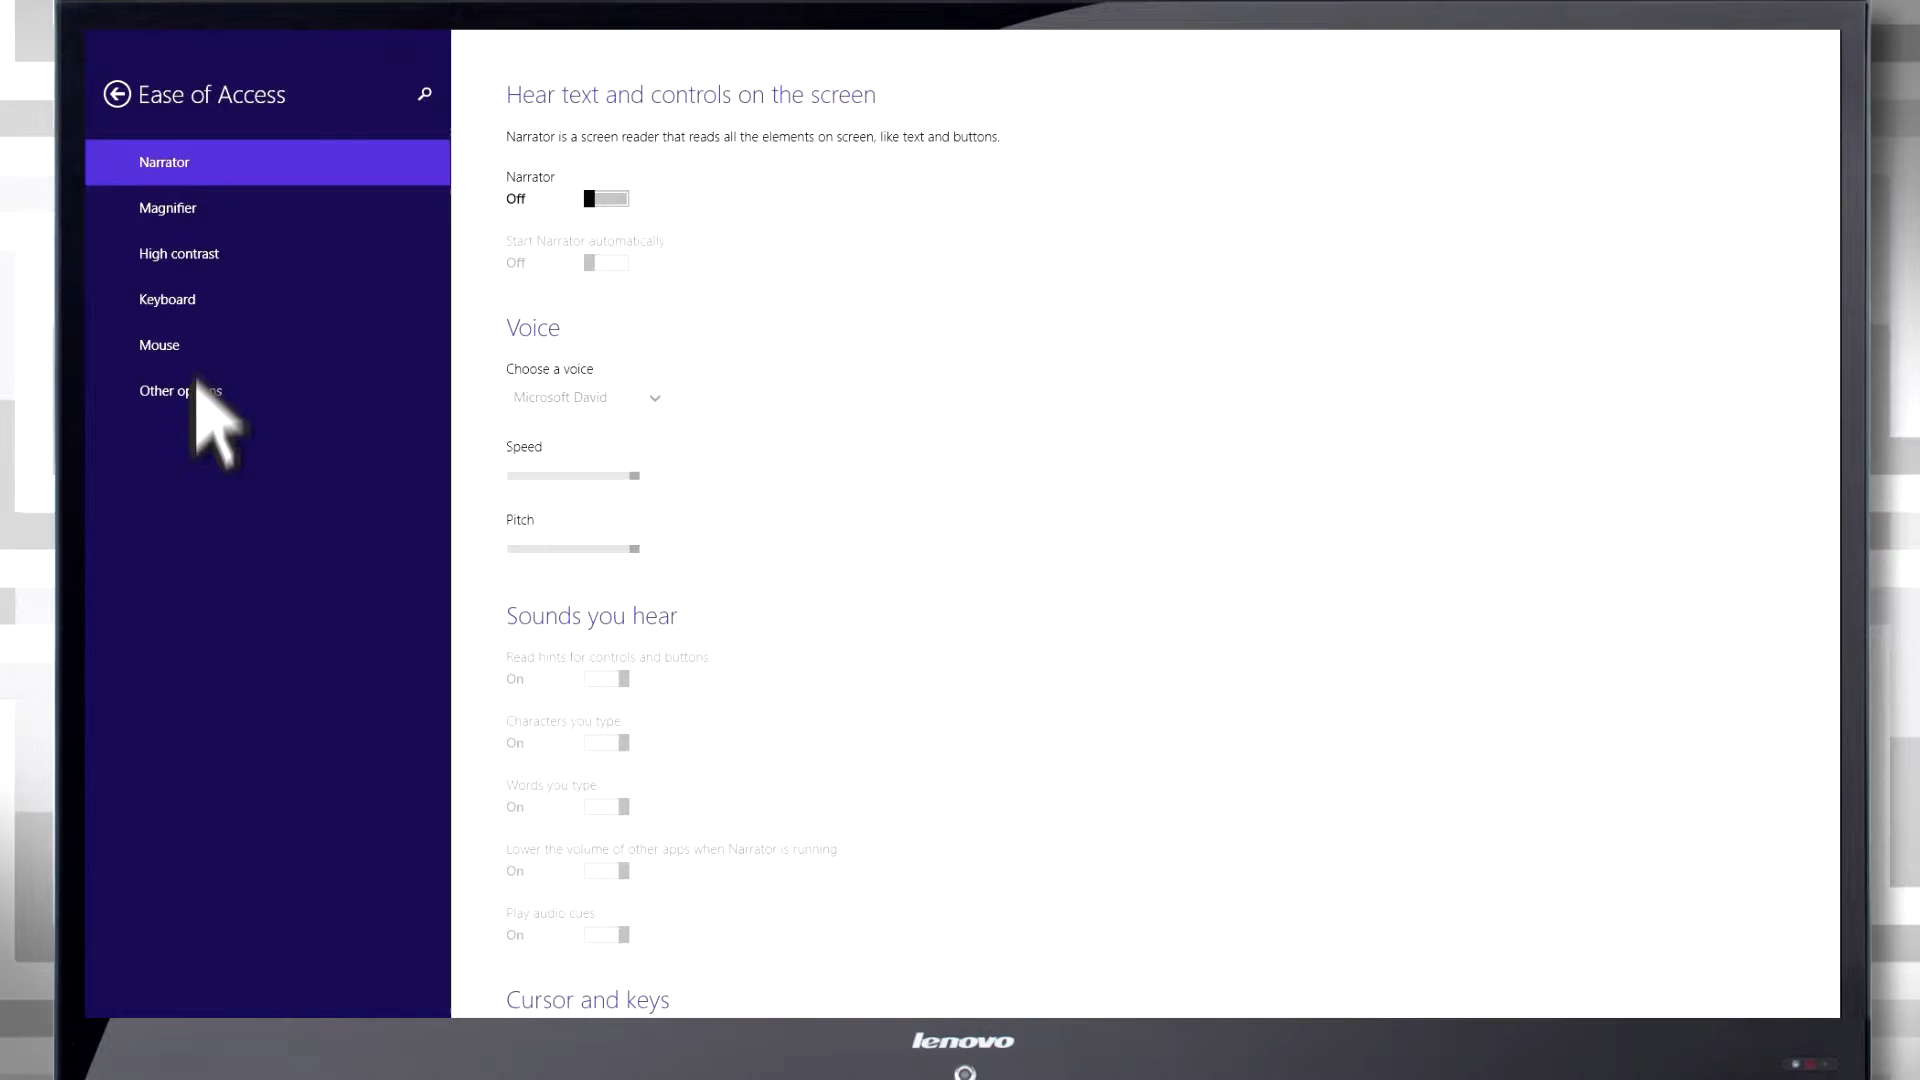 Ease of Access
Narrator
Magnifier
High contrast
Keyboard
Mouse
Other options
Hear text and controls on the screen
Narrator is a screen reader that reads all the elements on screen, like text and buttons.
Narrator
Off
Start Narrator automatically
Off
Voice
Choose a voice
Microsoft David
Speed
Pitch
Sounds you hear
Read hints for controls and buttons
On
Characters you type
On
Words you type
On
Lower the volume of other apps when Narrator is running
On
Play audio cues
On
Cursor and keys
lenovo